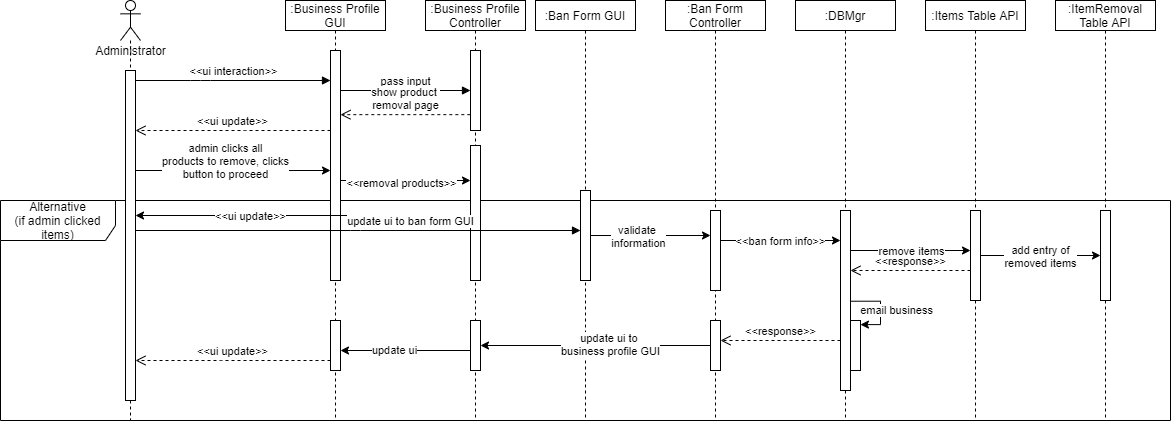 :Business Profile
GUI
:Business Profile
Controller
:Ban Form GUI
:Ban Form
Controller
:DBMgr
:Items Table API
:ItemRemoval
Table API
Administrator
<<ui interaction>>
pass input
show product
removal page
<<ui update>>
admin clicks all
products to remove, clicks
button to proceed
<<removal products>>
Alternative
(if admin clicked
items)
<<ui update>>
update ui to ban form GUI
validate
information
<<ban form info>>
remove items
<<response>>
add entry of
removed items
email business
<<response>>
update ui to
business profile GUI
update ui
<<ui update>>